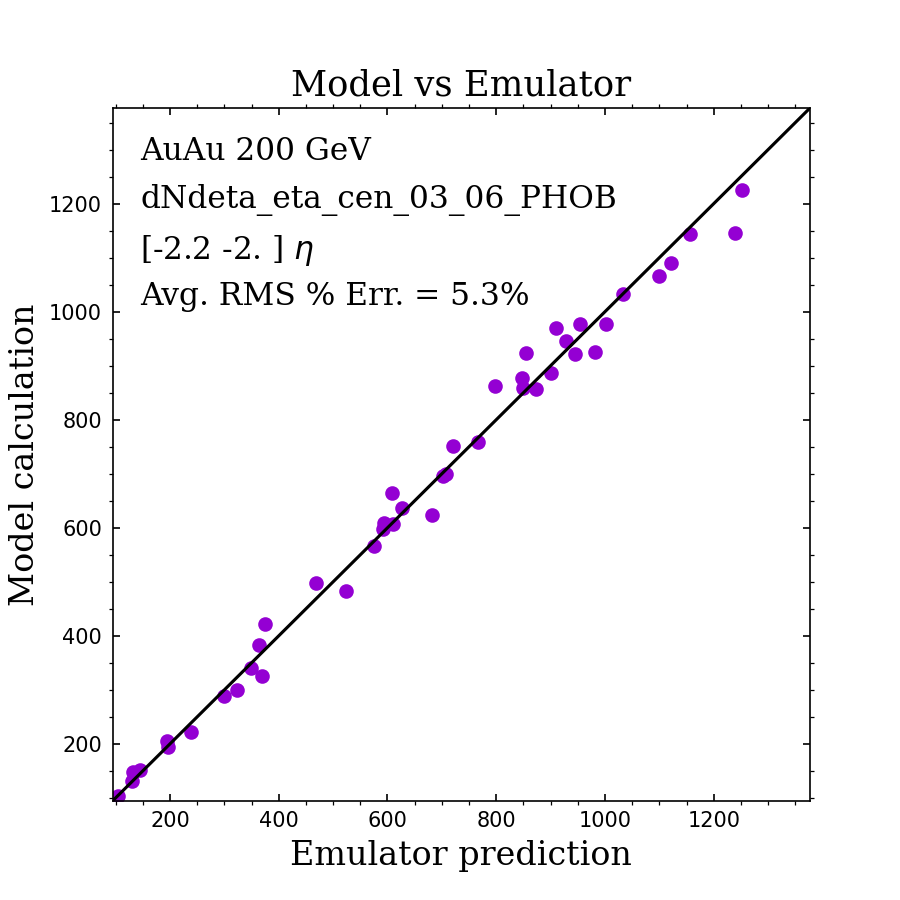 Model vs Emulator
AuAu 200 GeV
dNdeta_eta_cen_03_06_PHOB
[-2.2 -2. ] η
Avg. RMS % Err. = 5.3%
1200
1000
800
600
400
200
Model calculation
200 400 600 800 1000 1200
Emulator prediction